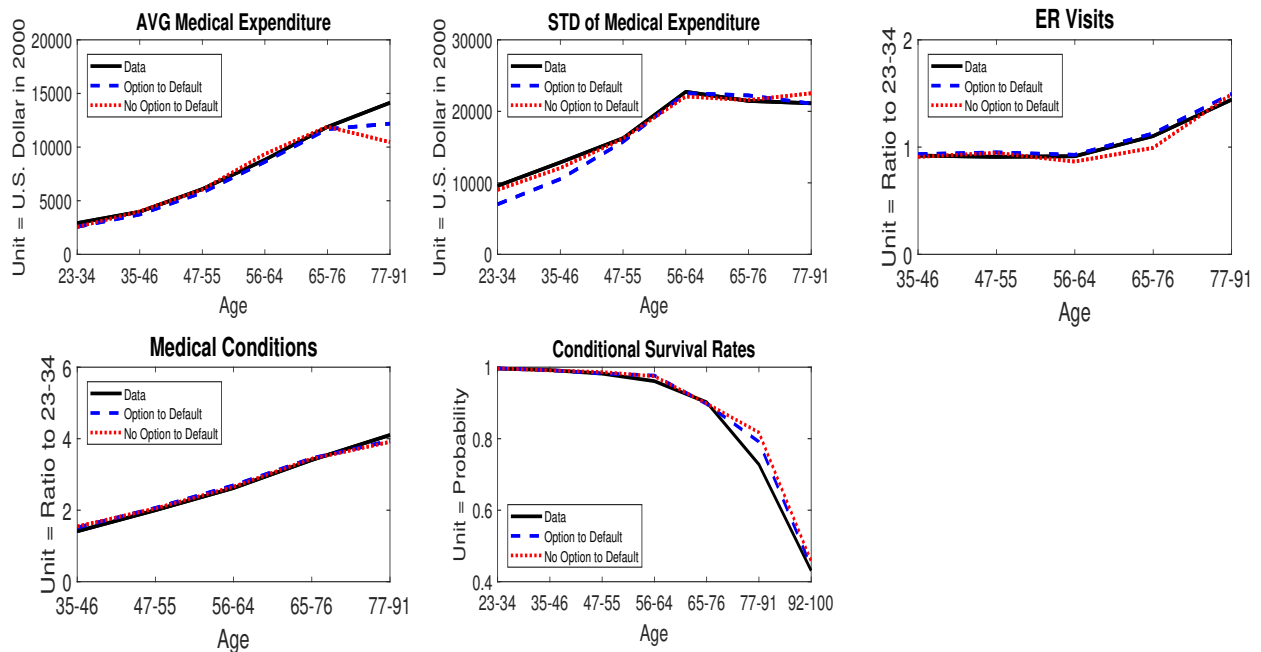 AVG Medical Expenditure
Unit = U.S. Dollar in 2000
20000
15000
10000
5000
0
Data
Option to Default
No Option to Default
23-34 35-46 47-55 56-64 65-76 77-91
Age
STD of Medical Expenditure
Unit = U.S. Dollar in 2000
30000
20000
10000
0
Data
Option to Default
No Option to Default
23-34 35-46 47-55 56-64 65-76 77-91
Age
ER Visits
Unit = Ratio to 23-34
2
1
0
Data
Option to Default
No Option to Default
35-46 47-55 56-64 65-76 77-91
Age
Medical Conditions
Unit = Ratio to 23-34
6
4
2
0
Data
Option to Default
No Option to Default
35-46 47-55 56-64 65-76 77-91
Age
Conditional Survival Rates
Unit = Probability
1
0.8
0.6
0.4
Data
Option to Default
No Option to Default
23-34 35-46 47-55 56-64 65-76 77-91 92-100
Age